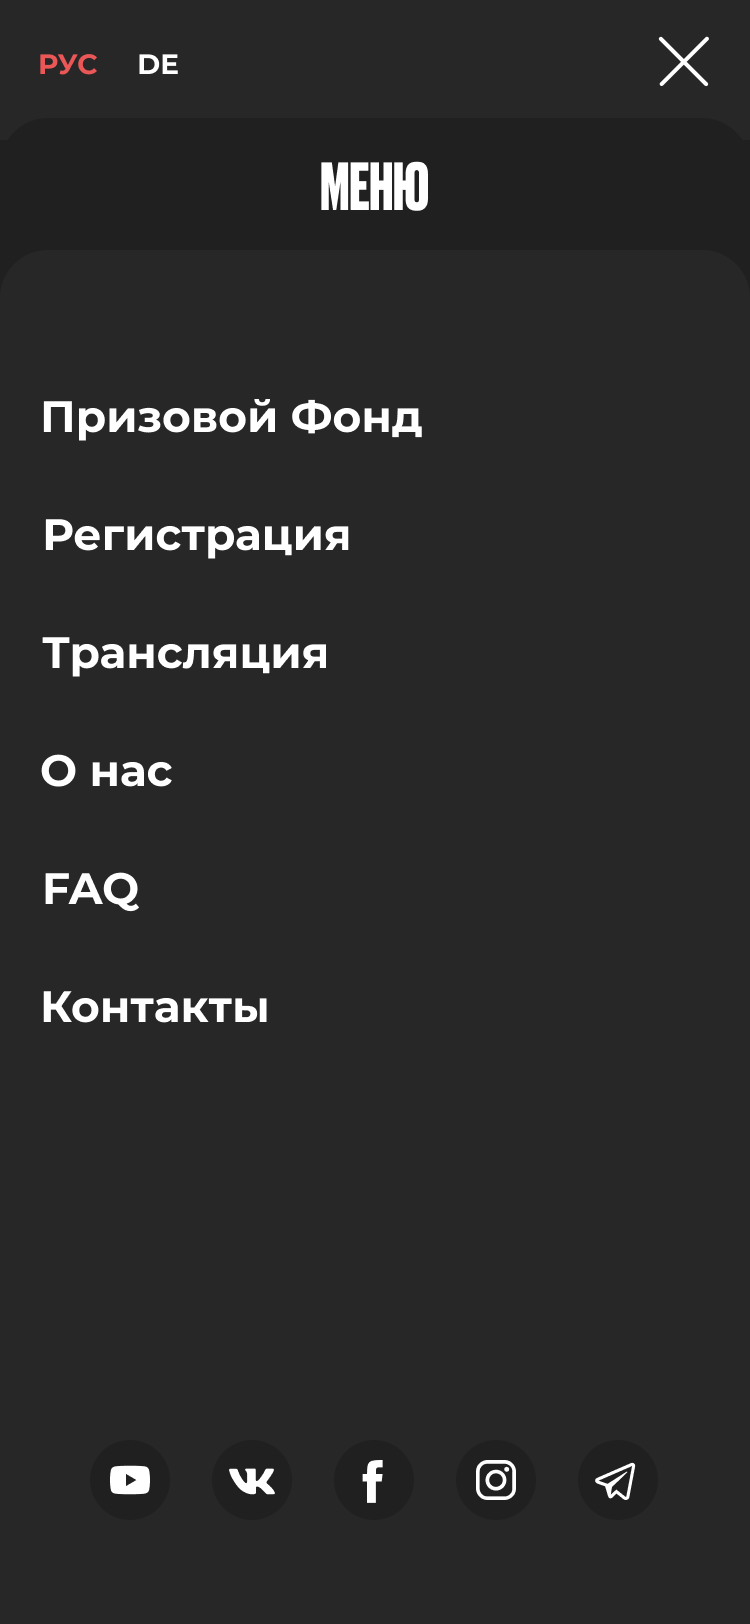 РУС DE
МЕНЮ
Призовой Фонд
Регистрация
Трансляция
О нас
FAQ
Контакты